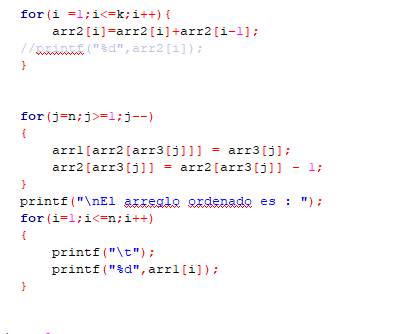 for(i =1;i<=k;i++){
arr2[i]=arr2[i]+arr2[i-1];
//printf("%d",arr2[i]);
}
for(j=n;j>=1;j--)
{
arr1[arr2[arr3[j]]] = arr3[j];
arr2[arr3[j]] = arr2[arr3[j]] - 1;
}
printf("\nEl arreglo ordenado es : ");
for(i=1;i<=n;i++)
{
printf("\t");
printf("%d",arr1[i]);
}